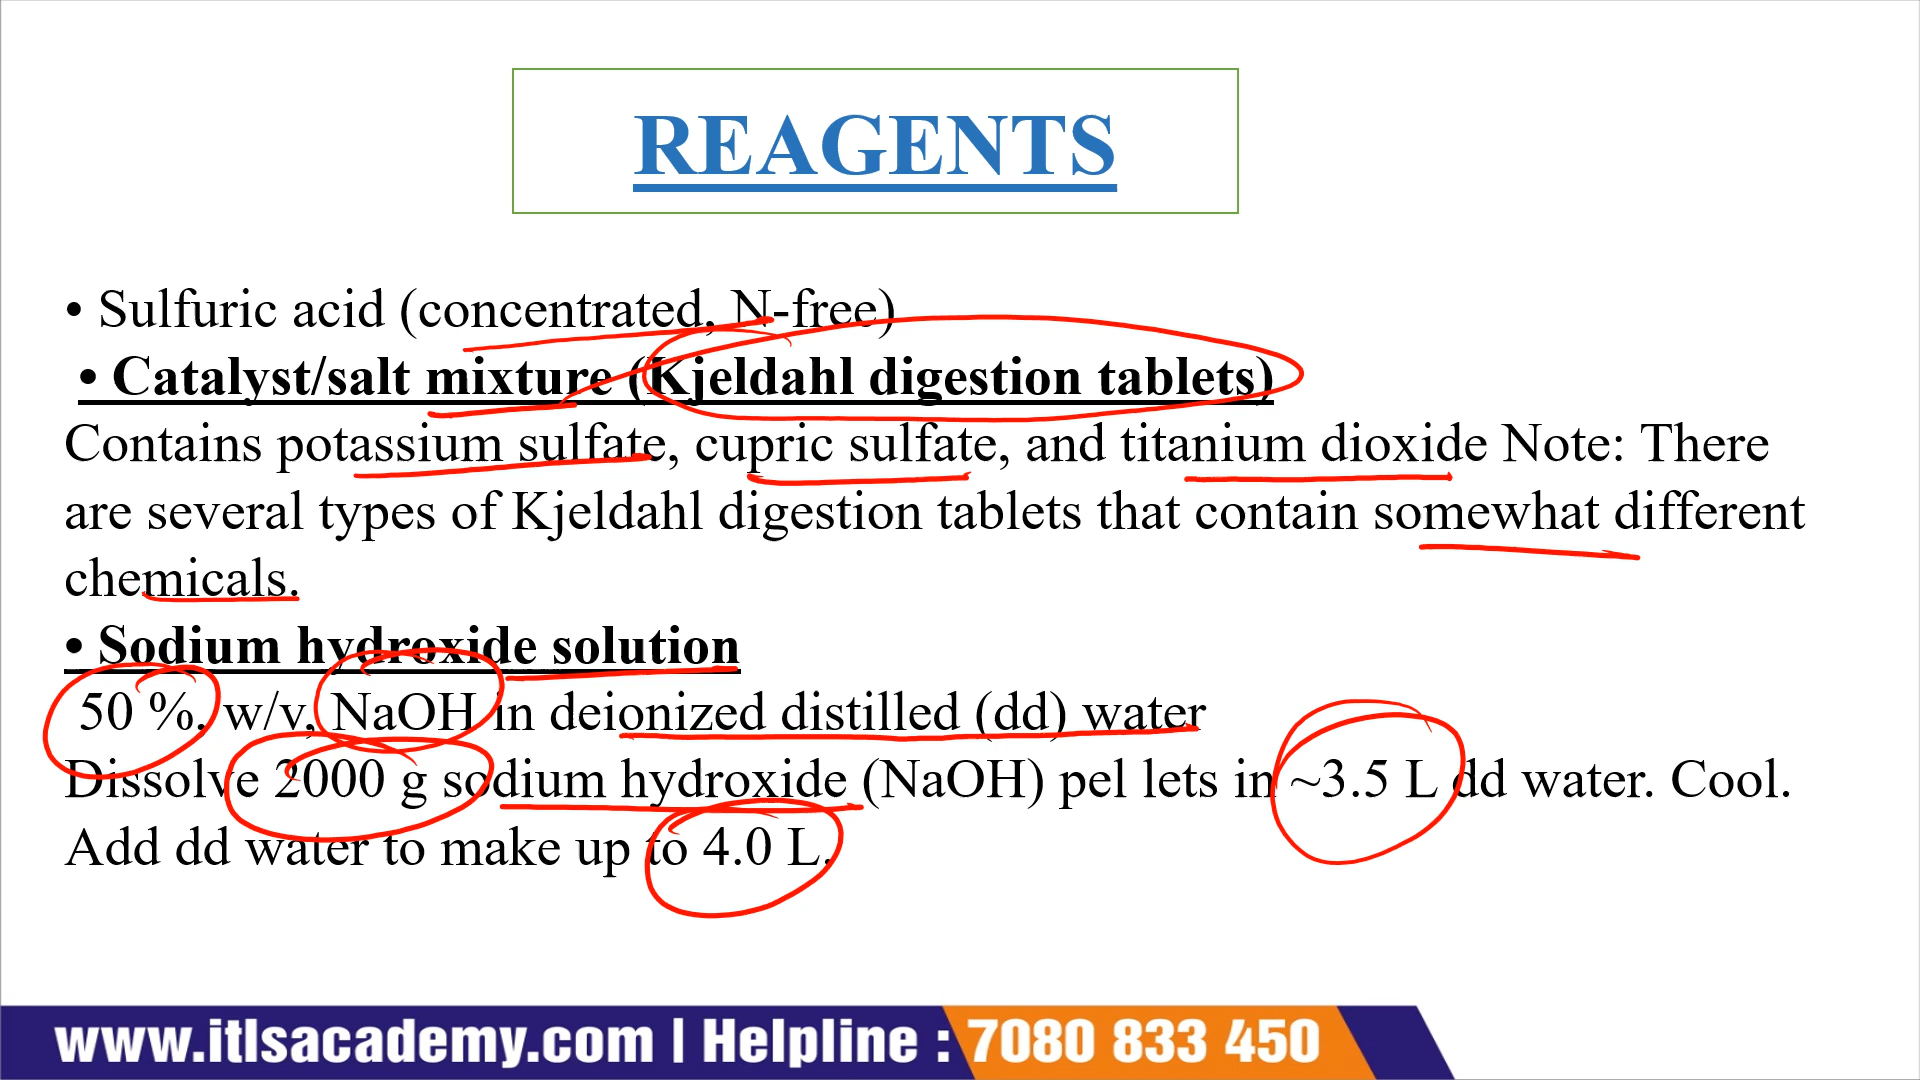 REAGENTS
• Sulfuric acid (concentrated, N-free)
• Catalyst/salt mixture (Kjeldahl digestion tablets)
Contains potassium sulfate, cupric sulfate, and titanium dioxide Note: There
are several types of Kjeldahl digestion tablets that contain somewhat different
chemicals.
• Sodium hydroxide solution
50 %, w/v, NaOH in deionized distilled (dd) water
Dissolve 2000 g sodium hydroxide (NaOH) pel lets in ~3.5 L dd water. Cool.
Add dd water to make up to 4.0 L.
www.itlsacademy.com | Helpline : 7080 833 450